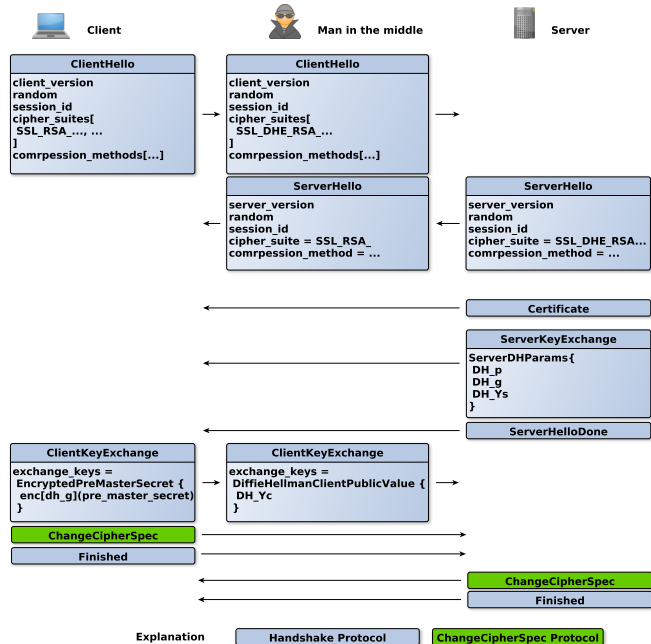 Client
Man in the middle
Server
ClientHello
client_version
random
session_id
cipher_suites[
SSL_RSA_..., ...
]
comrpession_methods[...]
ClientHello
client_version
random
session_id
cipher_suites[
SSL_DHE_RSA_...
]
comrpession_methods[...]
ServerHello
server_version
random
session_id
cipher_suite = SSL_RSA_
comrpession_method = ...
ServerHello
server_version
random
session_id
cipher_suite = SSL_DHE_RSA...
comrpession_method = ...
Certificate
ServerKeyExchange
ServerDHParams{
DH_p
DH_g
DH_Ys
}
ServerHelloDone
ClientKeyExchange
exchange_keys =
EncryptedPreMasterSecret {
enc[dh_g](pre_master_secret)
}
ClientKeyExchange
exchange_keys =
DiffieHellmanClientPublicValue {
DH_Yc
}
ChangeCipherSpec
Finished
ChangeCipherSpec
Finished
Explanation
Handshake Protocol
ChangeCipherSpec Protocol